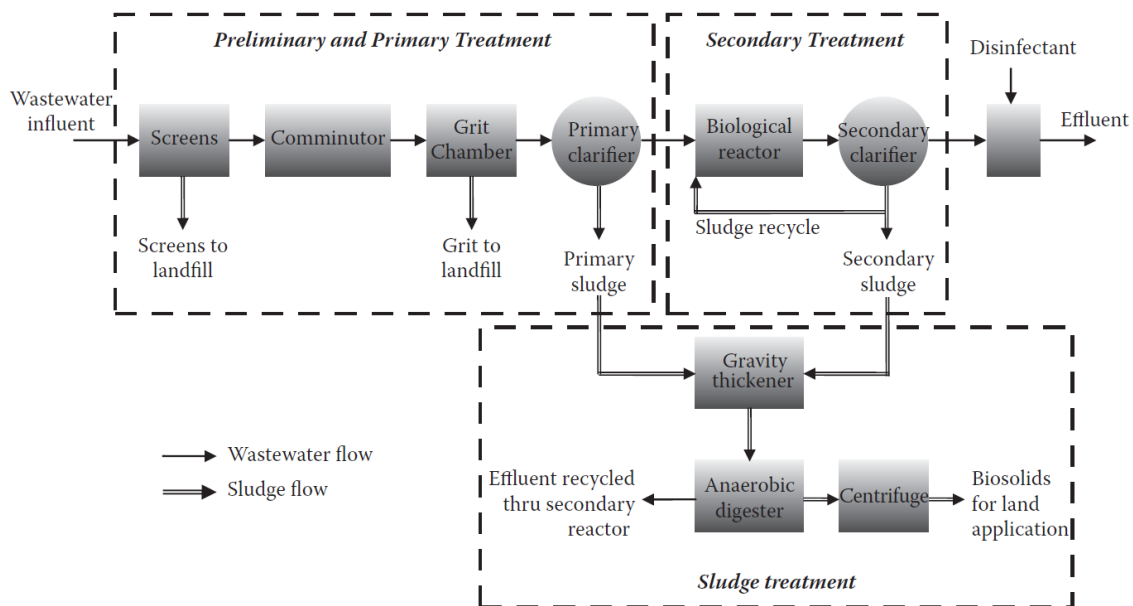 Preliminary and Primary Treatment
Secondary Treatment
Disinfectant
Wastewater
influent
Screens
Comminutor
Grit
Chamber
Primary
clarifier
Biological
reactor
Secondary
clarifier
Effluent
Sludge recycle
Screens to
landfill
Grit to
landfill
Primary
sludge
Secondary
sludge
Gravity
thickener
Wastewater flow
Sludge flow
Effluent recycled
thru secondary
reactor
Anaerobic
digester
Centrifuge
Biosolids
for land
application
Sludge treatment